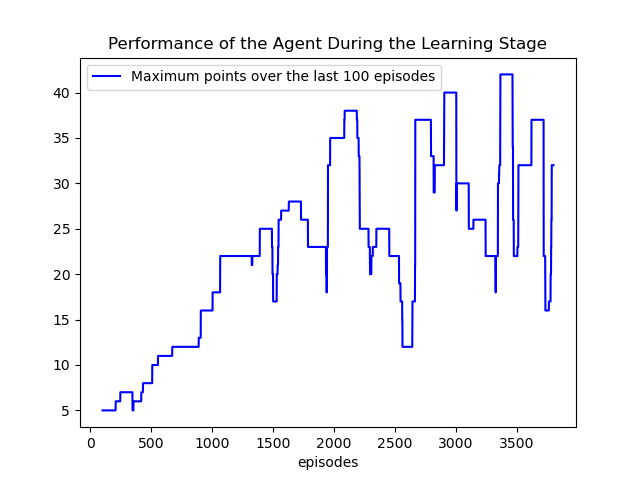 Performance of the Agent During the Learning Stage
Maximum points over the last 100 episodes
40
35
30
25
20
15
10
5
0 500 1000 1500 2000 2500 3000 3500
episodes